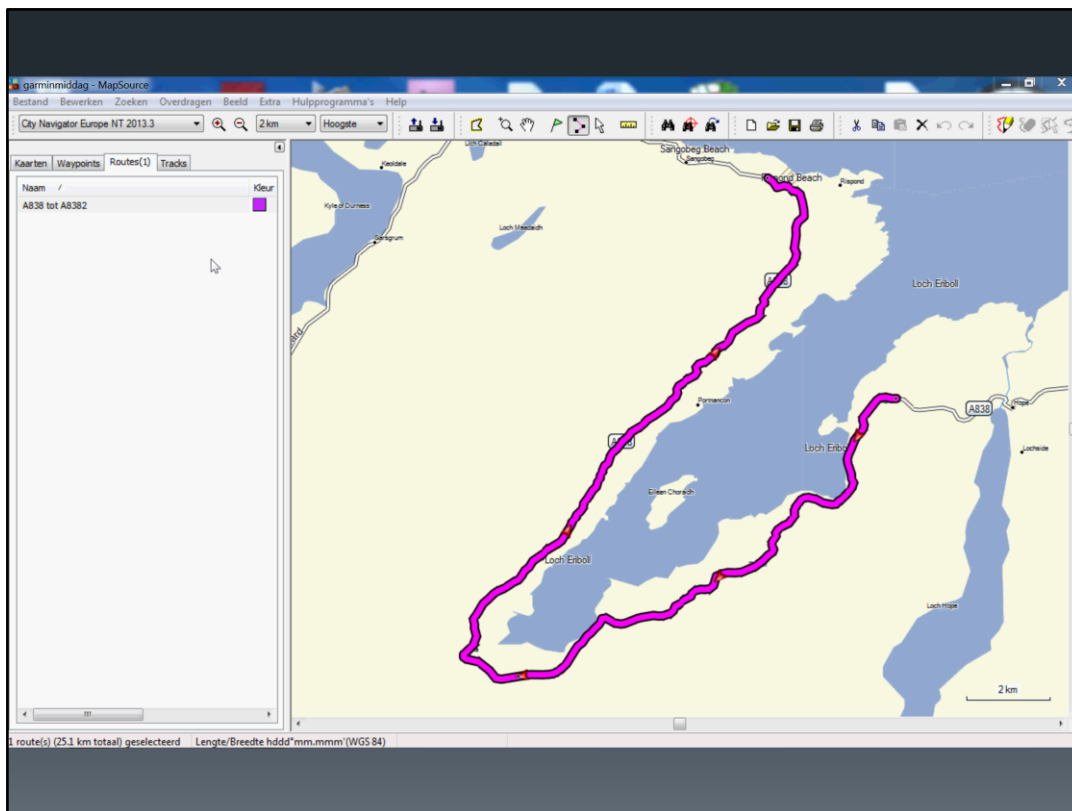 garminmiddag - MapSource
Bestand Bewerken Zoeken Overdragen Beeld Extra Hulpprogramma's Help
City Navigator Europe NT 2013.3 2 km Hoogste
Kaarten Waypoints Routes(1) Tracks
Naam / Kleur
A838 tot A8382
Sangobeg Beach
Sangobeg
Keoldale
Beach
Rispond
Kyle of Durness
Loch Meadaidh
Sarsgrum
Loch Eriboll
Portnancon
A838
Hope
Loch Eriboll
Lochside
Eilean Choraidh
Loch Eriboll
Loch Hope
2 km
1 route(s) (25.1 km totaal) geselecteerd Lengte/Breedte hddd°mm.mmm'(WGS 84)